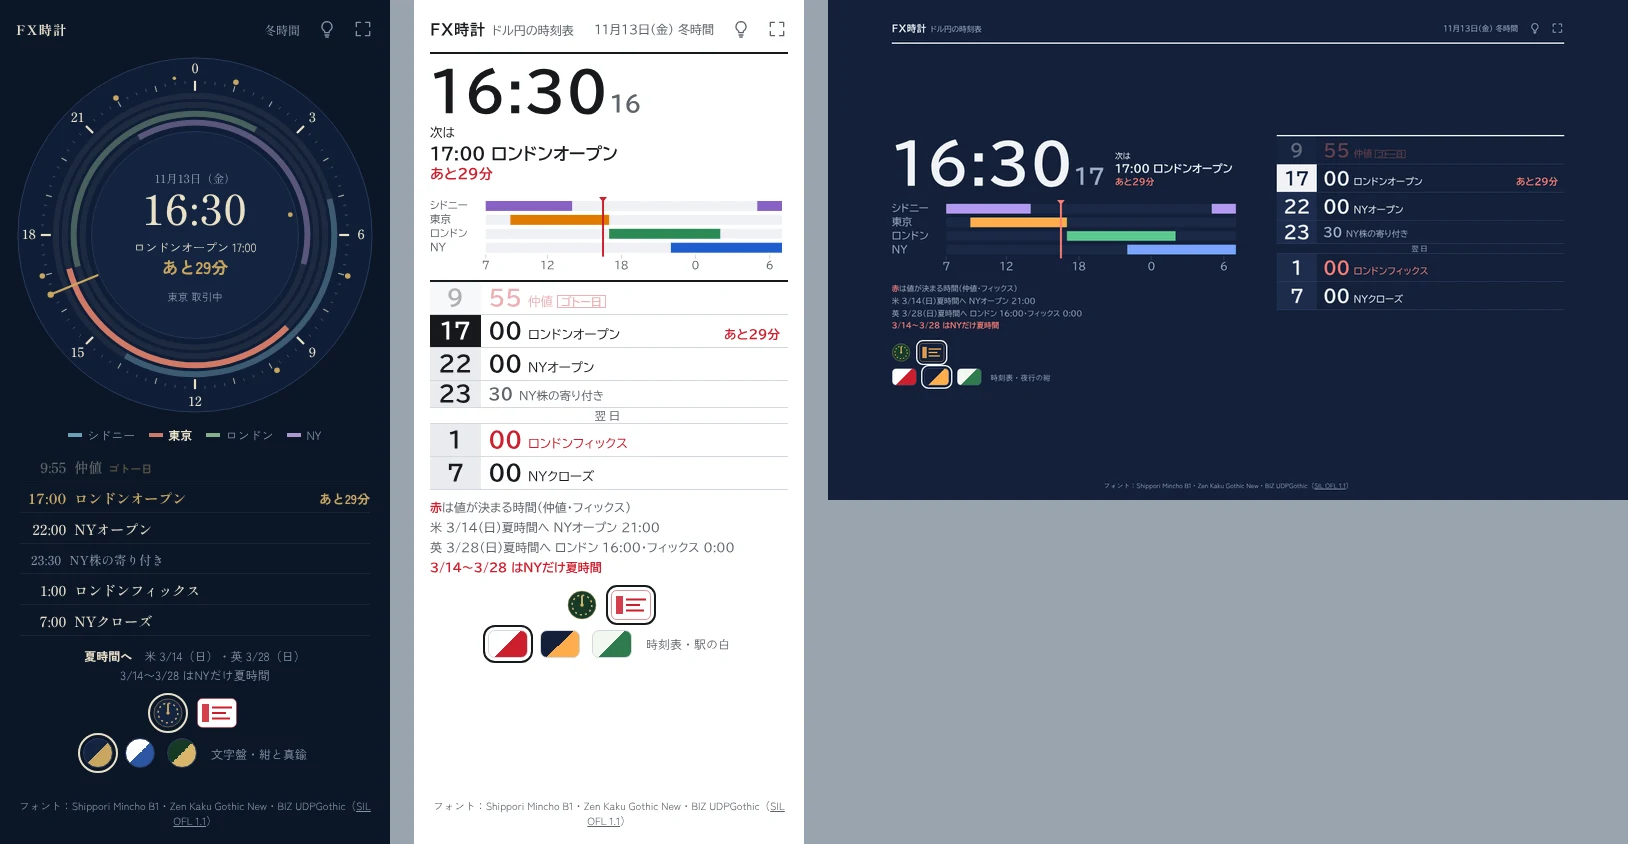 FX時計
冬時間
0
3
6
9
12
15
18
21
11月13日（金）
16:30
ロンドンオープン 17:00
あと29分
東京 取引中
シドニー 東京 ロンドン NY
9:55 仲値 ゴトー日
17:00 ロンドンオープン あと29分
22:00 NYオープン
23:30 NY株の寄り付き
1:00 ロンドンフィックス
7:00 NYクローズ
夏時間へ 米 3/14（日）・英 3/28（日）
3/14〜3/28 はNYだけ夏時間
文字盤・紺と真鍮
フォント：Shippori Mincho B1・Zen Kaku Gothic New・BIZ UDPGothic（SIL
OFL 1.1）
FX時計 ドル円の時刻表 11月13日(金) 冬時間
16:30 16
次は
17:00 ロンドンオープン
あと29分
シドニー
東京
ロンドン
NY
7 12 18 0 6
9 55 仲値 ゴトー日
17 00 ロンドンオープン あと29分
22 00 NYオープン
23 30 NY株の寄り付き
翌日
1 00 ロンドンフィックス
7 00 NYクローズ
赤は値が決まる時間(仲値・フィックス)
米 3/14(日)夏時間へ NYオープン 21:00
英 3/28(日)夏時間へ ロンドン 16:00・フィックス 0:00
3/14〜3/28 はNYだけ夏時間
時刻表・駅の白
フォント：Shippori Mincho B1・Zen Kaku Gothic New・BIZ UDPGothic（SIL
OFL 1.1）
FX時計 ドル円の時刻表 11月13日(金) 冬時間
16:30 17
次は
17:00 ロンドンオープン
あと29分
シドニー
東京
ロンドン
NY
7 12 18 0 6
赤は値が決まる時間(仲値・フィックス)
米 3/14(日)夏時間へ NYオープン 21:00
英 3/28(日)夏時間へ ロンドン 16:00・フィックス 0:00
3/14〜3/28 はNYだけ夏時間
時刻表・夜行の紺
9 55 仲値 ゴトー日
17 00 ロンドンオープン あと29分
22 00 NYオープン
23 30 NY株の寄り付き
翌日
1 00 ロンドンフィックス
7 00 NYクローズ
フォント：Shippori Mincho B1・Zen Kaku Gothic New・BIZ UDPGothic（SIL OFL 1.1）